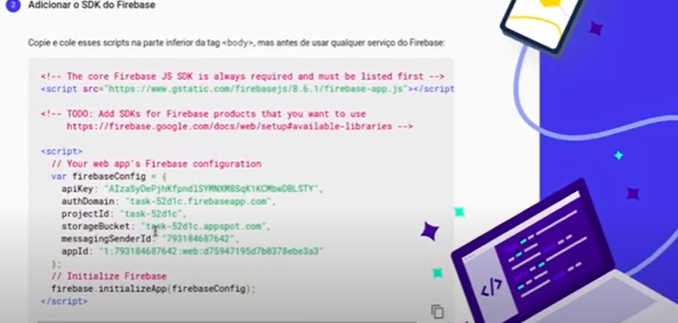 2 Adicionar o SDK do Firebase
Copie e cole esses scripts na parte inferior da tag <body>, mas antes de usar qualquer serviço do Firebase:
<!-- The core Firebase JS SDK is always required and must be listed first -->
<script src="https://www.gstatic.com/firebasejs/8.6.1/firebase-app.js"></script
<!-- TODO: Add SDKs for Firebase products that you want to use
https://firebase.google.com/docs/web/setup#available-libraries -->
<script>
// Your web app's Firebase configuration
var firebaseConfig = {
apiKey:
authDomain: "task-52d1c.firebaseapp.com",
projectId: "task-52d1c",
storageBucket: "task-52d1c.appspot.com",
messagingSenderId: "793184687642",
appId: "1:793184687642:web:d75947195d7b0378ebe3a3"
};
// Initialize Firebase
firebase.initializeApp(firebaseConfig);
</script>
</>